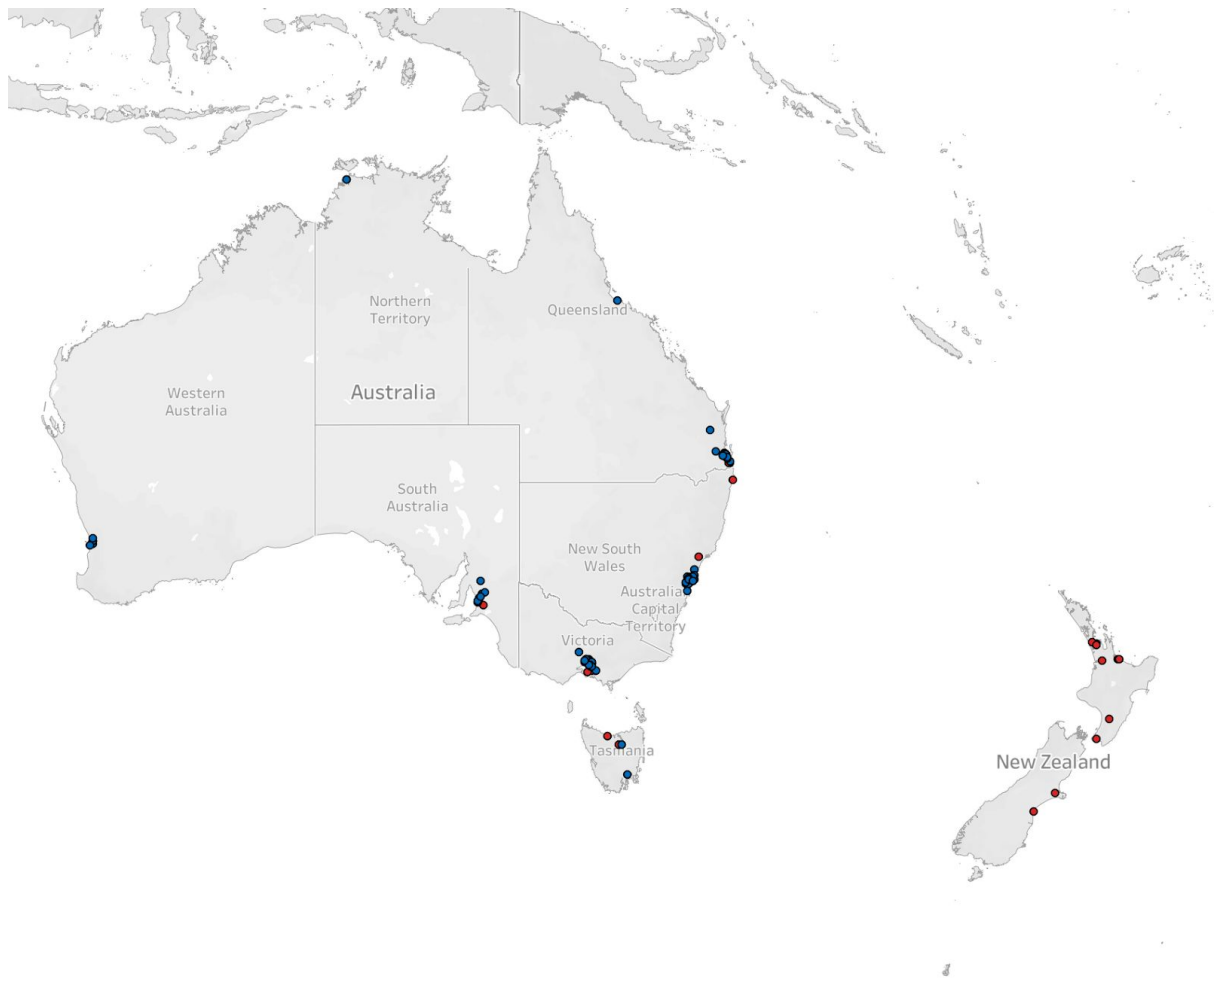 Northern
Territory
Queensland
Western
Australia
Australia
South
Australia
New South
Wales
Australia
Capital
Territory
Victoria
Tasmania
New Zealand